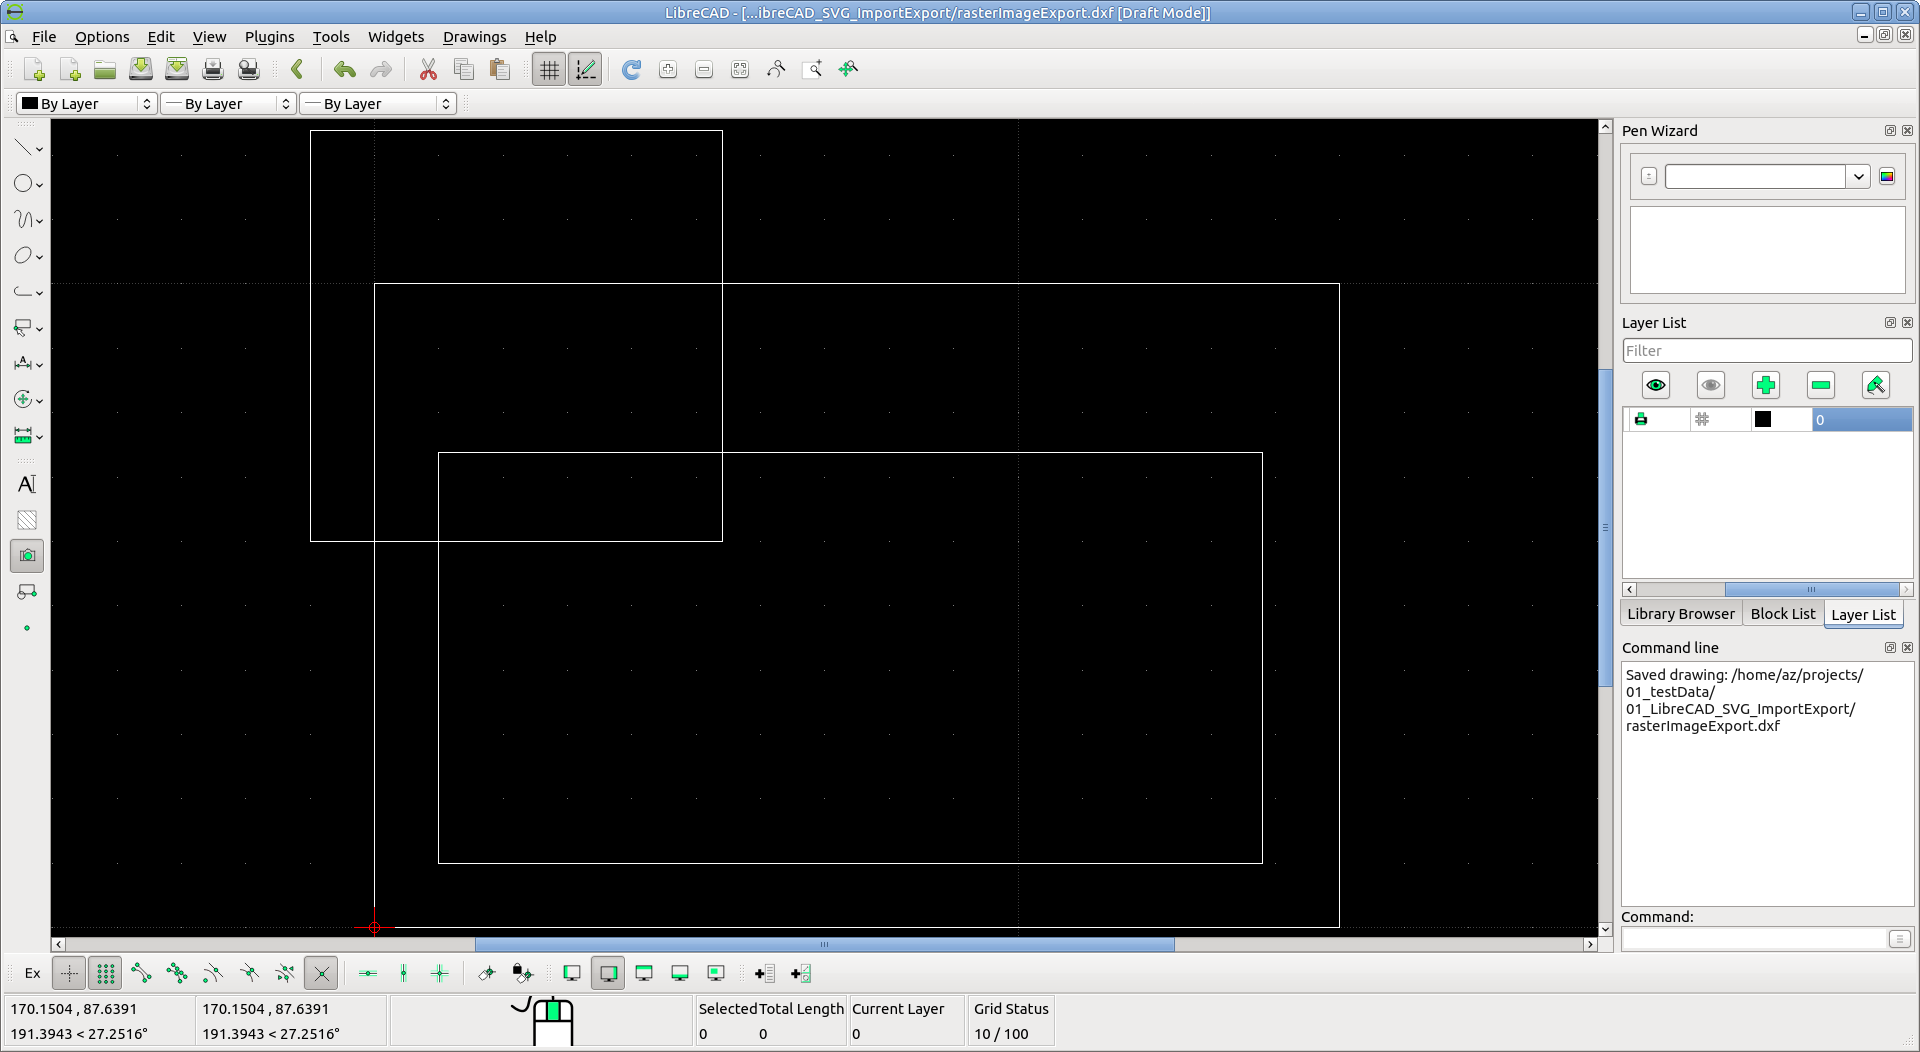 LibreCAD - [...ibreCAD_SVG_ImportExport/rasterImageExport.dxf [Draft Mode]]
File Options Edit View Plugins Tools Widgets Drawings Help
By Layer By Layer By Layer
Pen Wizard
Layer List
Filter
0
Library Browser Block List Layer List
Command line
Saved drawing: /home/az/projects/
01_testData/
01_LibreCAD_SVG_ImportExport/
rasterImageExport.dxf
Command:
A
Ex
170.1504 , 87.6391 170.1504 , 87.6391 Selected Total Length Current Layer Grid Status
191.3943 < 27.2516° 191.3943 < 27.2516° 0 0 0 10 / 100